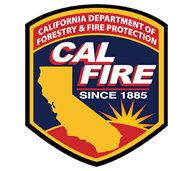 CALIFORNIA DEPARTMENT OF
FORESTRY & FIRE PROTECTION
CAL
FIRE
SINCE 1885